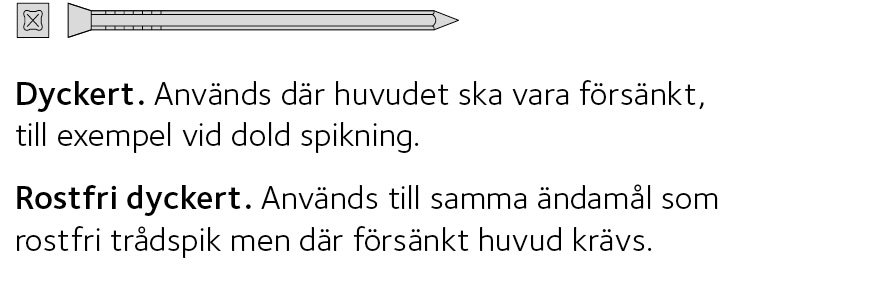 Dyckert. Används där huvudet ska vara försänkt,
till exempel vid dold spikning.
Rostfri dyckert. Används till samma ändamål som
rostfri trådspik men där försänkt huvud krävs.